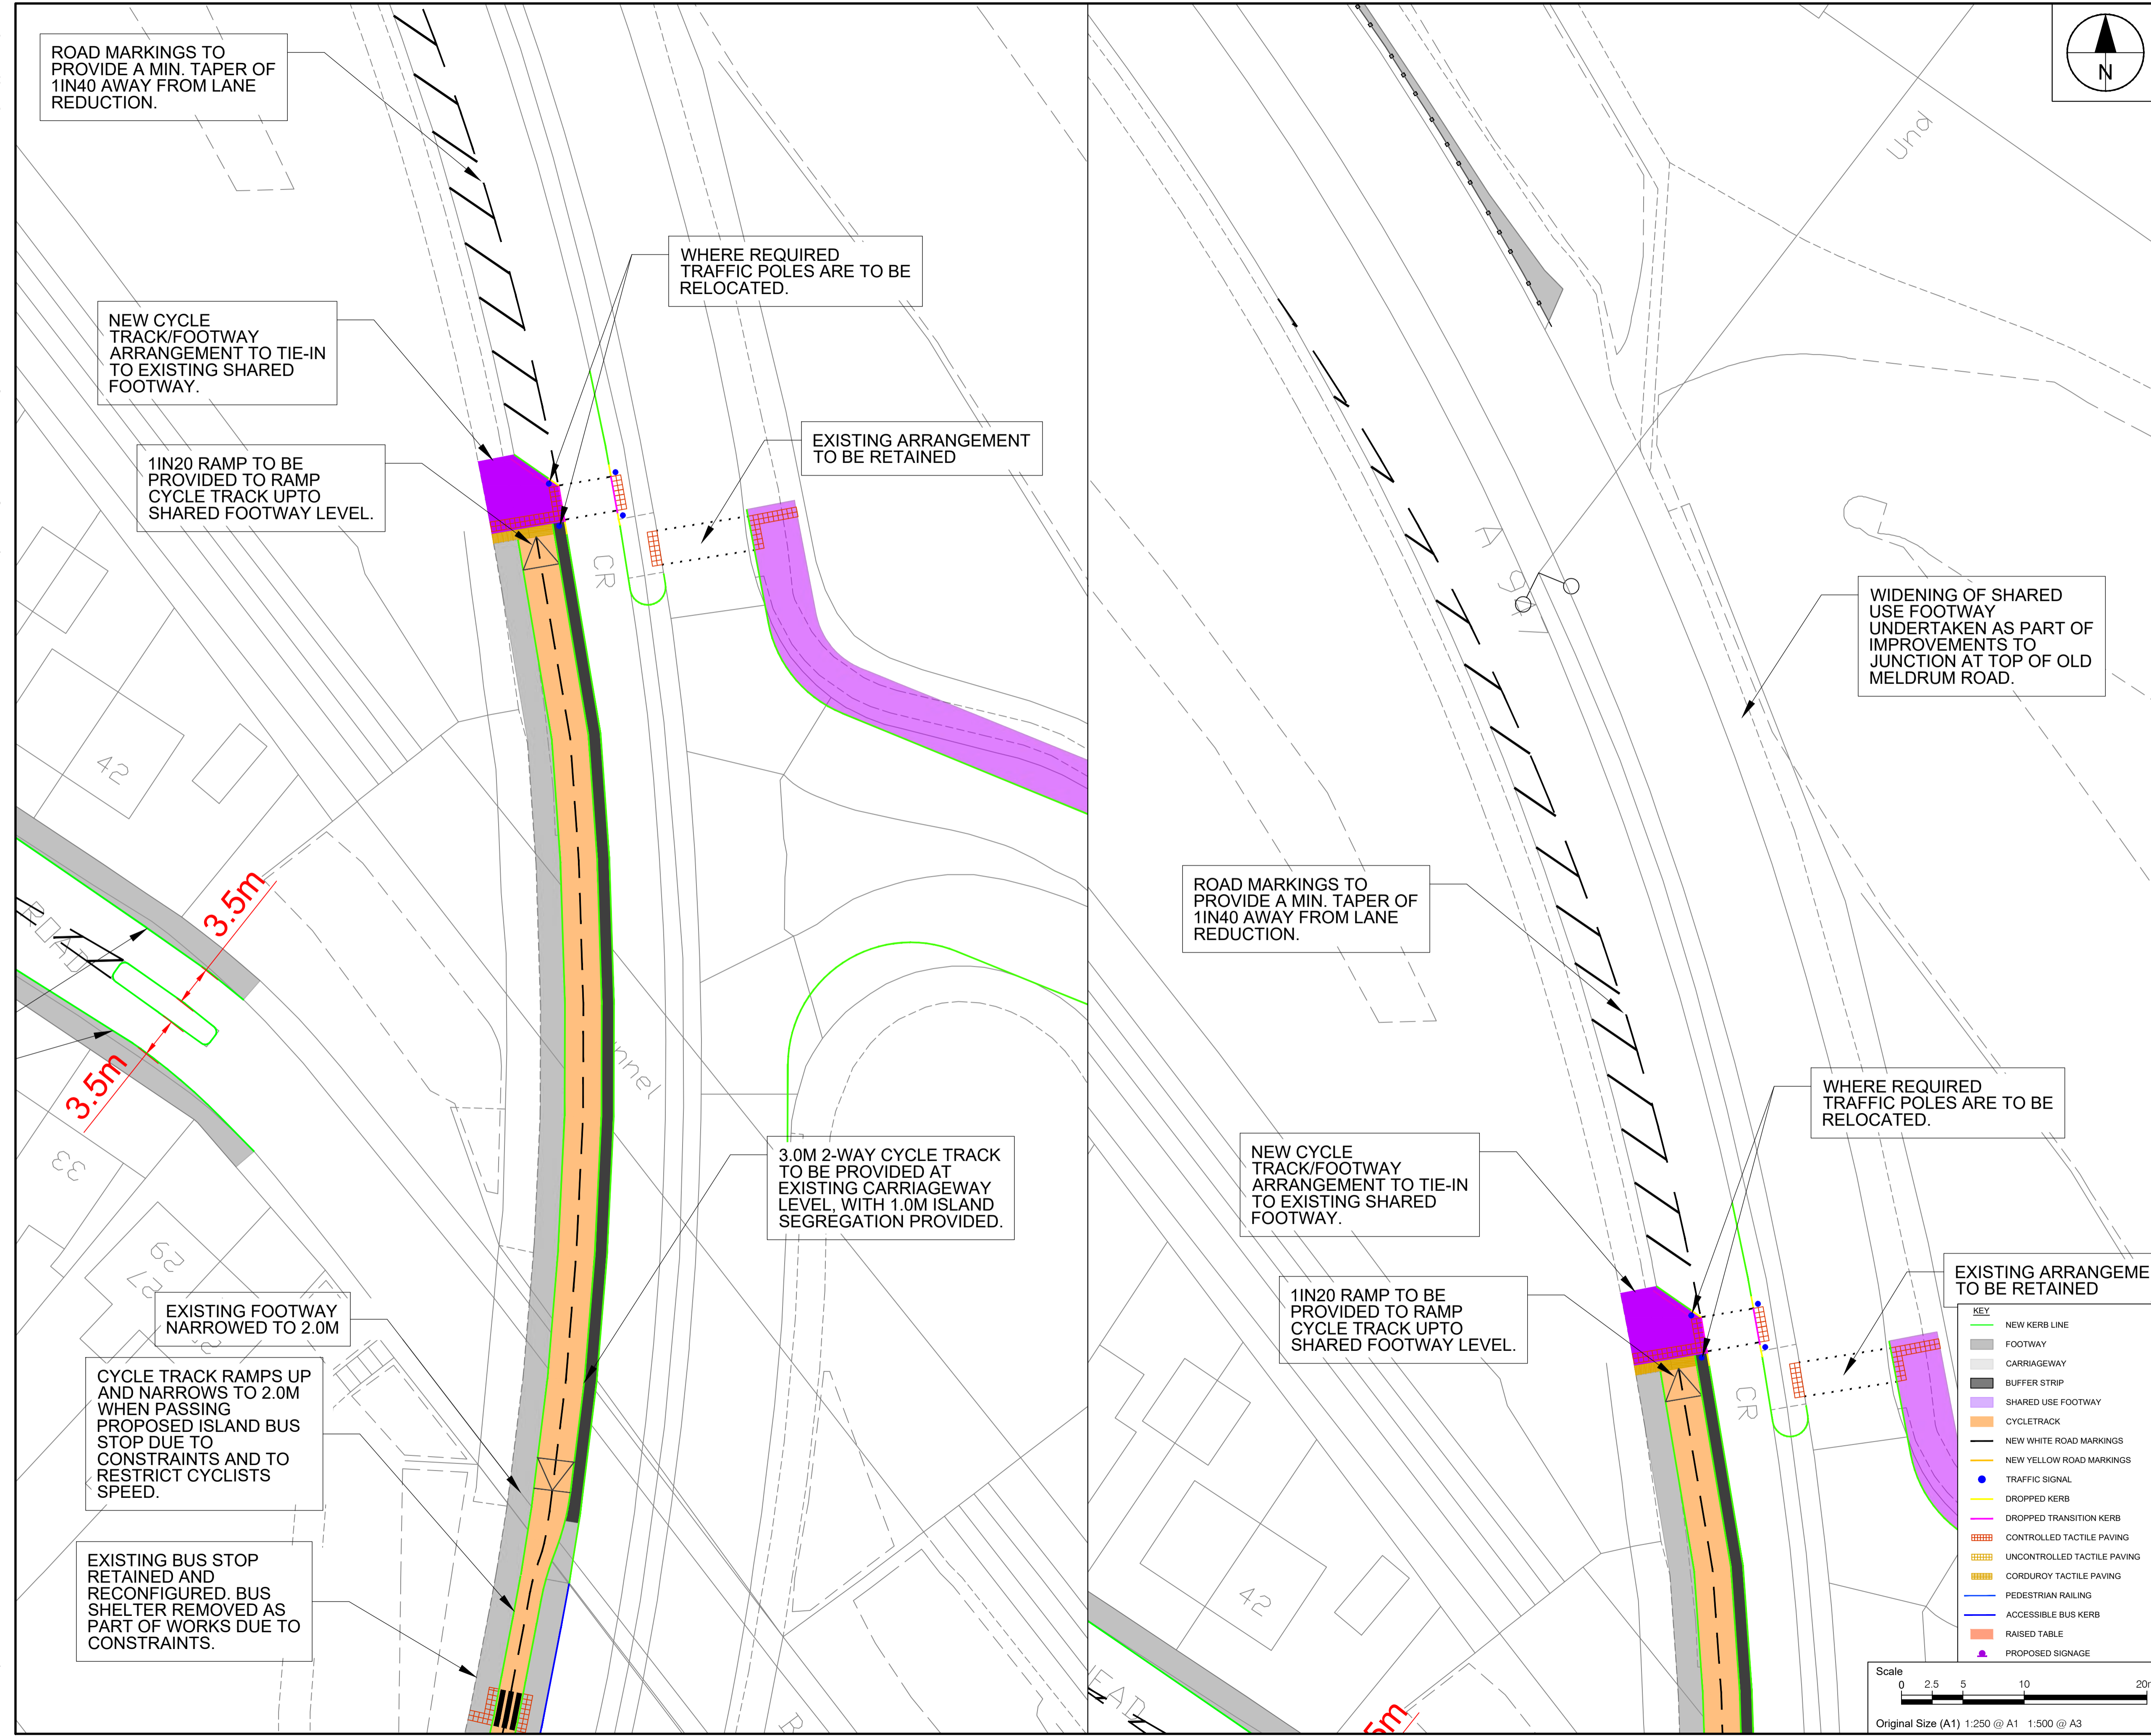 ROAD MARKINGS TO
PROVIDE A MIN. TAPER OF
1IN40 AWAY FROM LANE
REDUCTION.
WHERE REQUIRED
TRAFFIC POLES ARE TO BE
RELOCATED.
NEW CYCLE
TRACK/FOOTWAY
ARRANGEMENT TO TIE-IN
TO EXISTING SHARED
FOOTWAY.
EXISTING ARRANGEMENT
TO BE RETAINED
1IN20 RAMP TO BE
PROVIDED TO RAMP
CYCLE TRACK UPTO
SHARED FOOTWAY LEVEL.
CR
42
3.5m
ROAD
3.5m
33
nnel
3.0M 2-WAY CYCLE TRACK
TO BE PROVIDED AT
EXISTING CARRIAGEWAY
LEVEL, WITH 1.0M ISLAND
SEGREGATION PROVIDED.
EXISTING FOOTWAY
NARROWED TO 2.0M
CYCLE TRACK RAMPS UP
AND NARROWS TO 2.0M
WHEN PASSING
PROPOSED ISLAND BUS
STOP DUE TO
CONSTRAINTS AND TO
RESTRICT CYCLISTS
SPEED.
EXISTING BUS STOP
RETAINED AND
RECONFIGURED. BUS
SHELTER REMOVED AS
PART OF WORKS DUE TO
CONSTRAINTS.
N
Und
WIDENING OF SHARED
USE FOOTWAY
UNDERTAKEN AS PART OF
IMPROVEMENTS TO
JUNCTION AT TOP OF OLD
MELDRUM ROAD.
ROAD MARKINGS TO
PROVIDE A MIN. TAPER OF
1IN40 AWAY FROM LANE
REDUCTION.
WHERE REQUIRED
TRAFFIC POLES ARE TO BE
RELOCATED.
NEW CYCLE
TRACK/FOOTWAY
ARRANGEMENT TO TIE-IN
TO EXISTING SHARED
FOOTWAY.
EXISTING ARRANGEME
TO BE RETAINED
1IN20 RAMP TO BE
PROVIDED TO RAMP
CYCLE TRACK UPTO
SHARED FOOTWAY LEVEL.
CR
42
5m
KEY
NEW KERB LINE
FOOTWAY
CARRIAGEWAY
BUFFER STRIP
SHARED USE FOOTWAY
CYCLETRACK
NEW WHITE ROAD MARKINGS
NEW YELLOW ROAD MARKINGS
TRAFFIC SIGNAL
DROPPED KERB
DROPPED TRANSITION KERB
CONTROLLED TACTILE PAVING
UNCONTROLLED TACTILE PAVING
CORDUROY TACTILE PAVING
PEDESTRIAN RAILING
ACCESSIBLE BUS KERB
RAISED TABLE
PROPOSED SIGNAGE
Scale
0 2.5 5 10 20m
Original Size (A1) 1:250 @ A1 1:500 @ A3